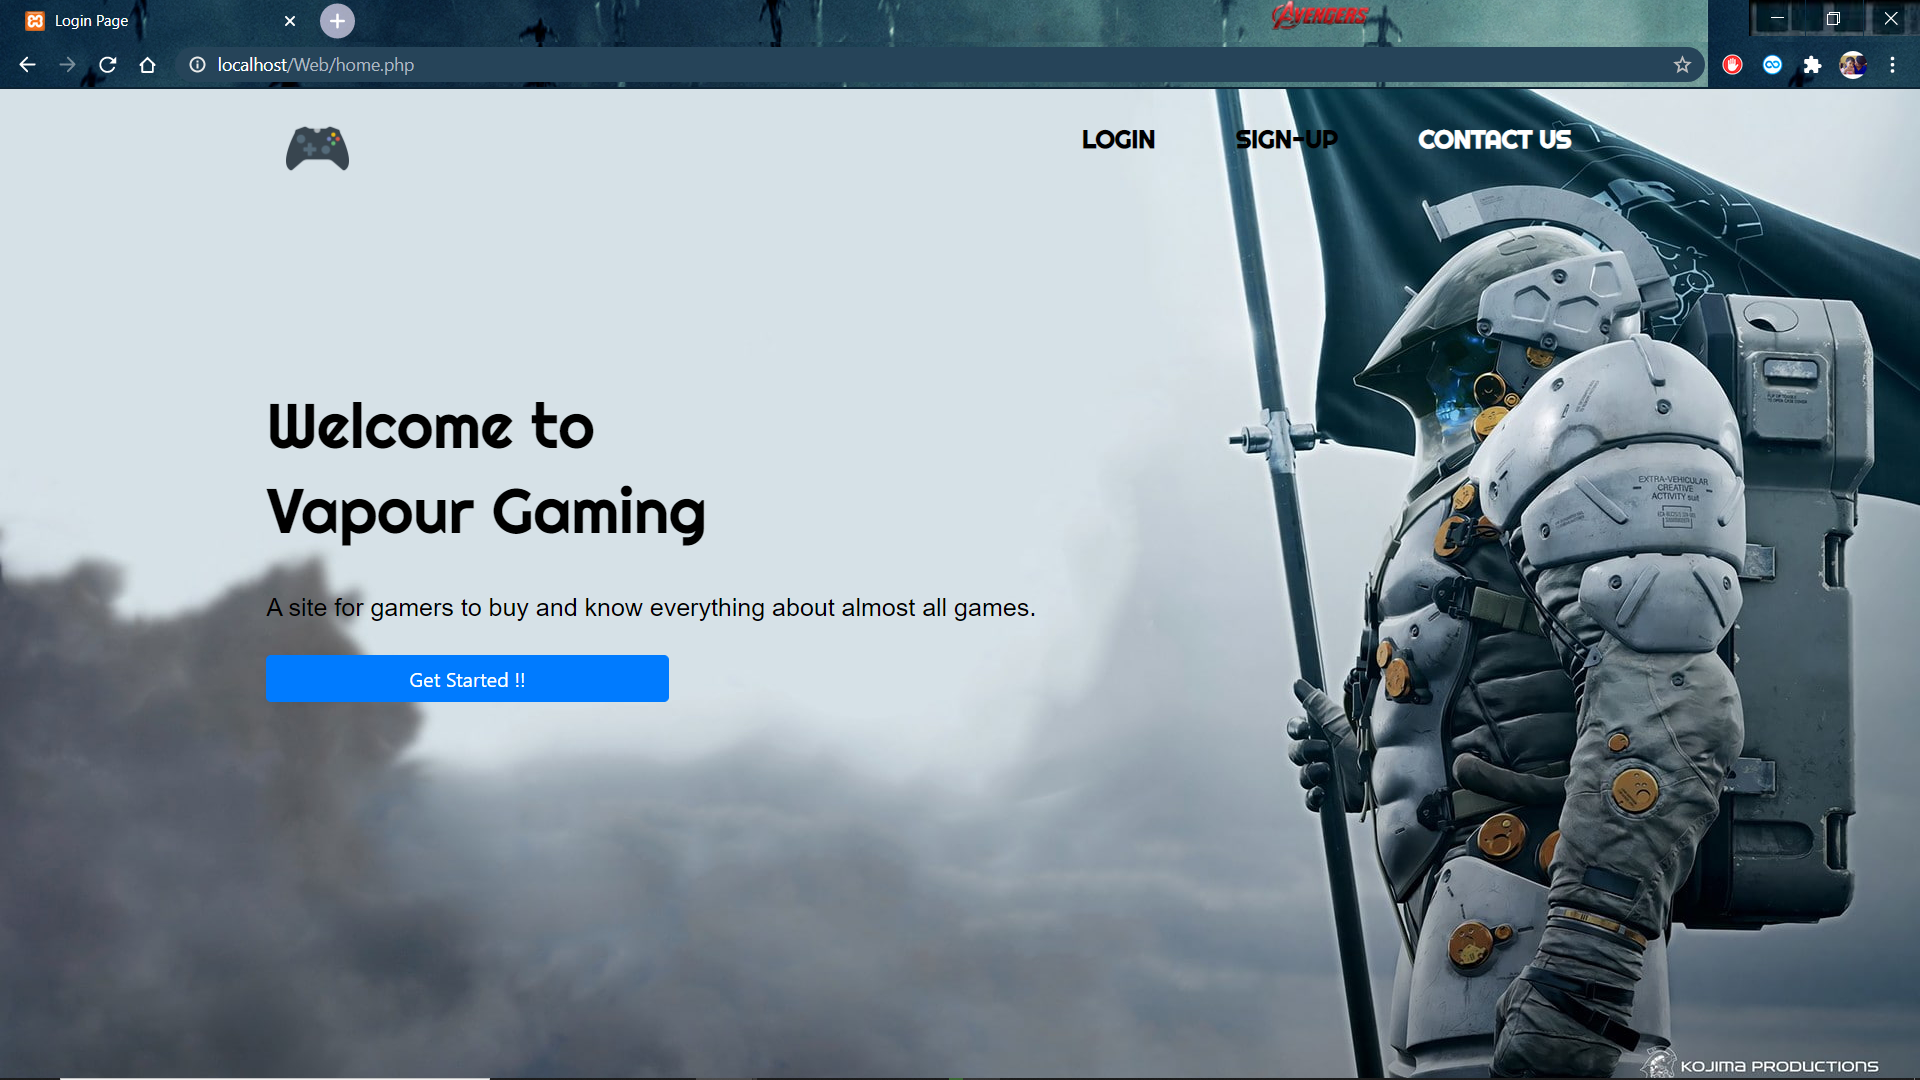 Login Page
AVENGERS
localhost/Web/home.php
LOGIN
SIGN-UP
CONTACT US
Welcome to
Vapour Gaming
A site for gamers to buy and know everything about almost all games.
Get Started !!
EXTRA-VEHICULAR
CREATIVE
ACTIVITY suit
KOJIMA PRODUCTIONS